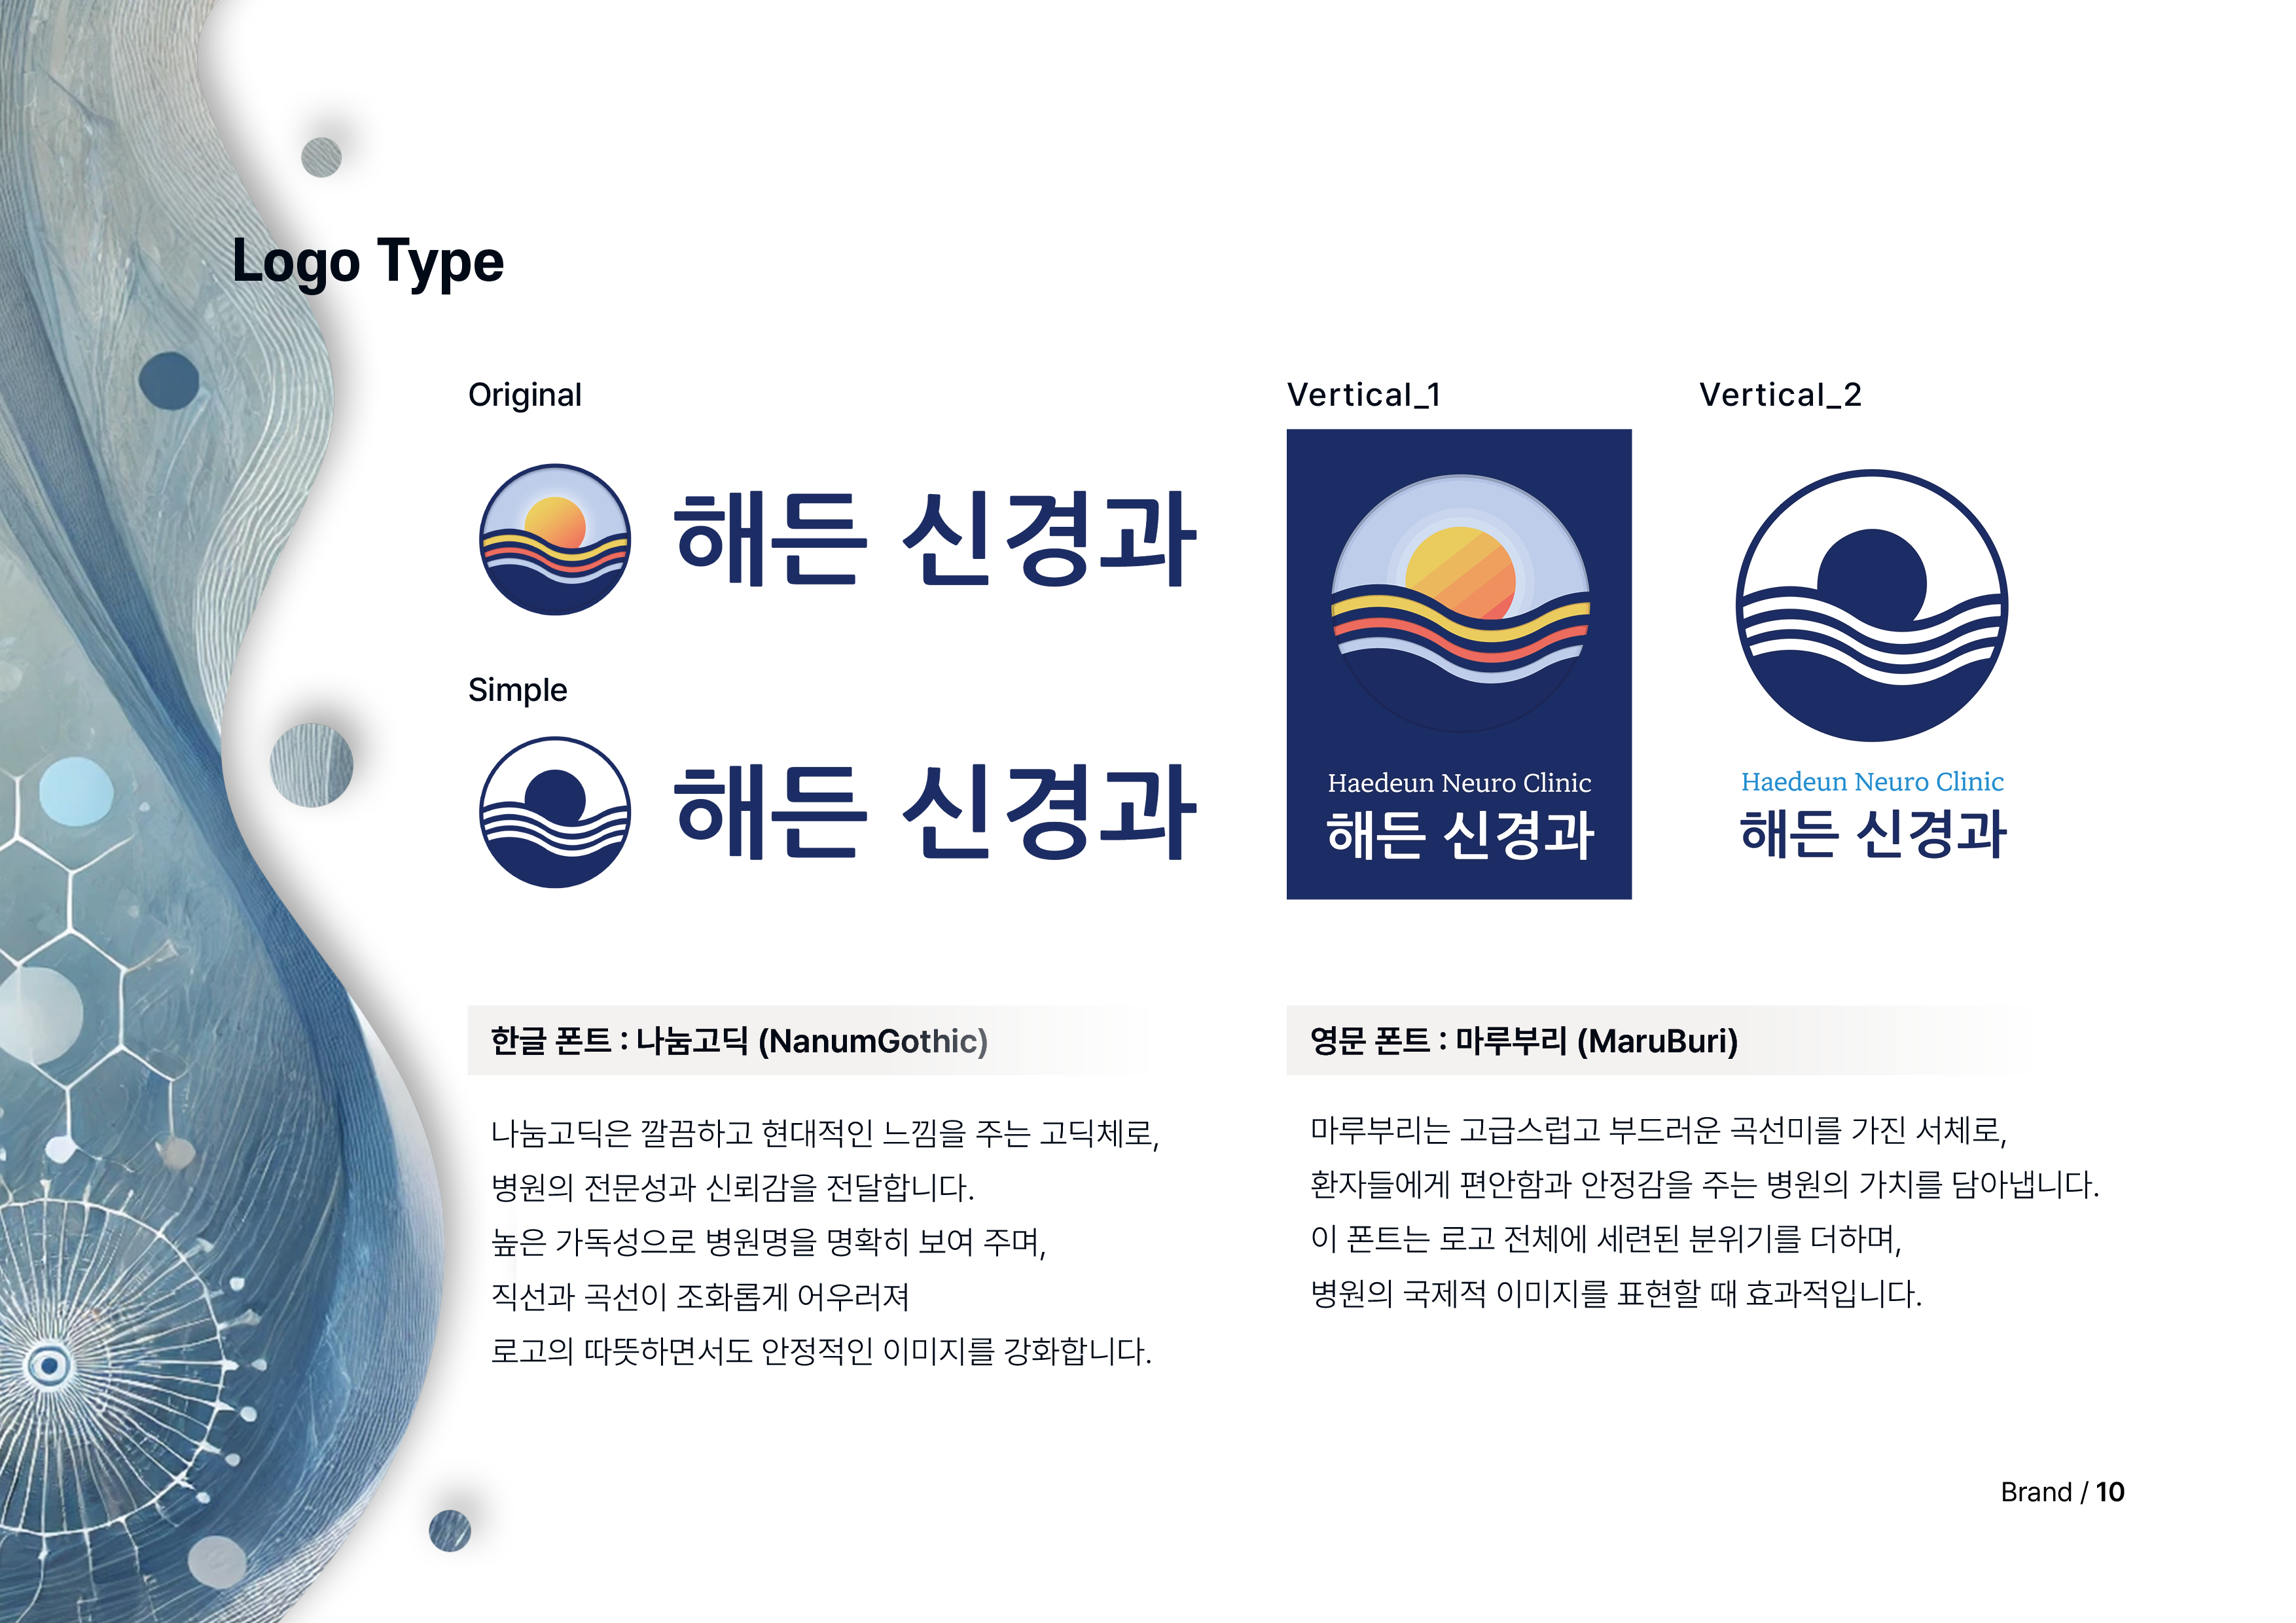 Logo Type
Original
해든 신경과
Simple
해든 신경과
Vertical_1
Haedeun Neuro Clinic
해든 신경과
Vertical_2
Haedeun Neuro Clinic
해든 신경과
한글 폰트 : 나눔고딕 (NanumGothic)
나눔고딕은 깔끔하고 현대적인 느낌을 주는 고딕체로,
병원의 전문성과 신뢰감을 전달합니다.
높은 가독성으로 병원명을 명확히 보여 주며,
직선과 곡선이 조화롭게 어우러져
로고의 따뜻하면서도 안정적인 이미지를 강화합니다.
영문 폰트 : 마루부리 (MaruBuri)
마루부리는 고급스럽고 부드러운 곡선미를 가진 서체로,
환자들에게 편안함과 안정감을 주는 병원의 가치를 담아냅니다.
이 폰트는 로고 전체에 세련된 분위기를 더하며,
병원의 국제적 이미지를 표현할 때 효과적입니다.
Brand / 10